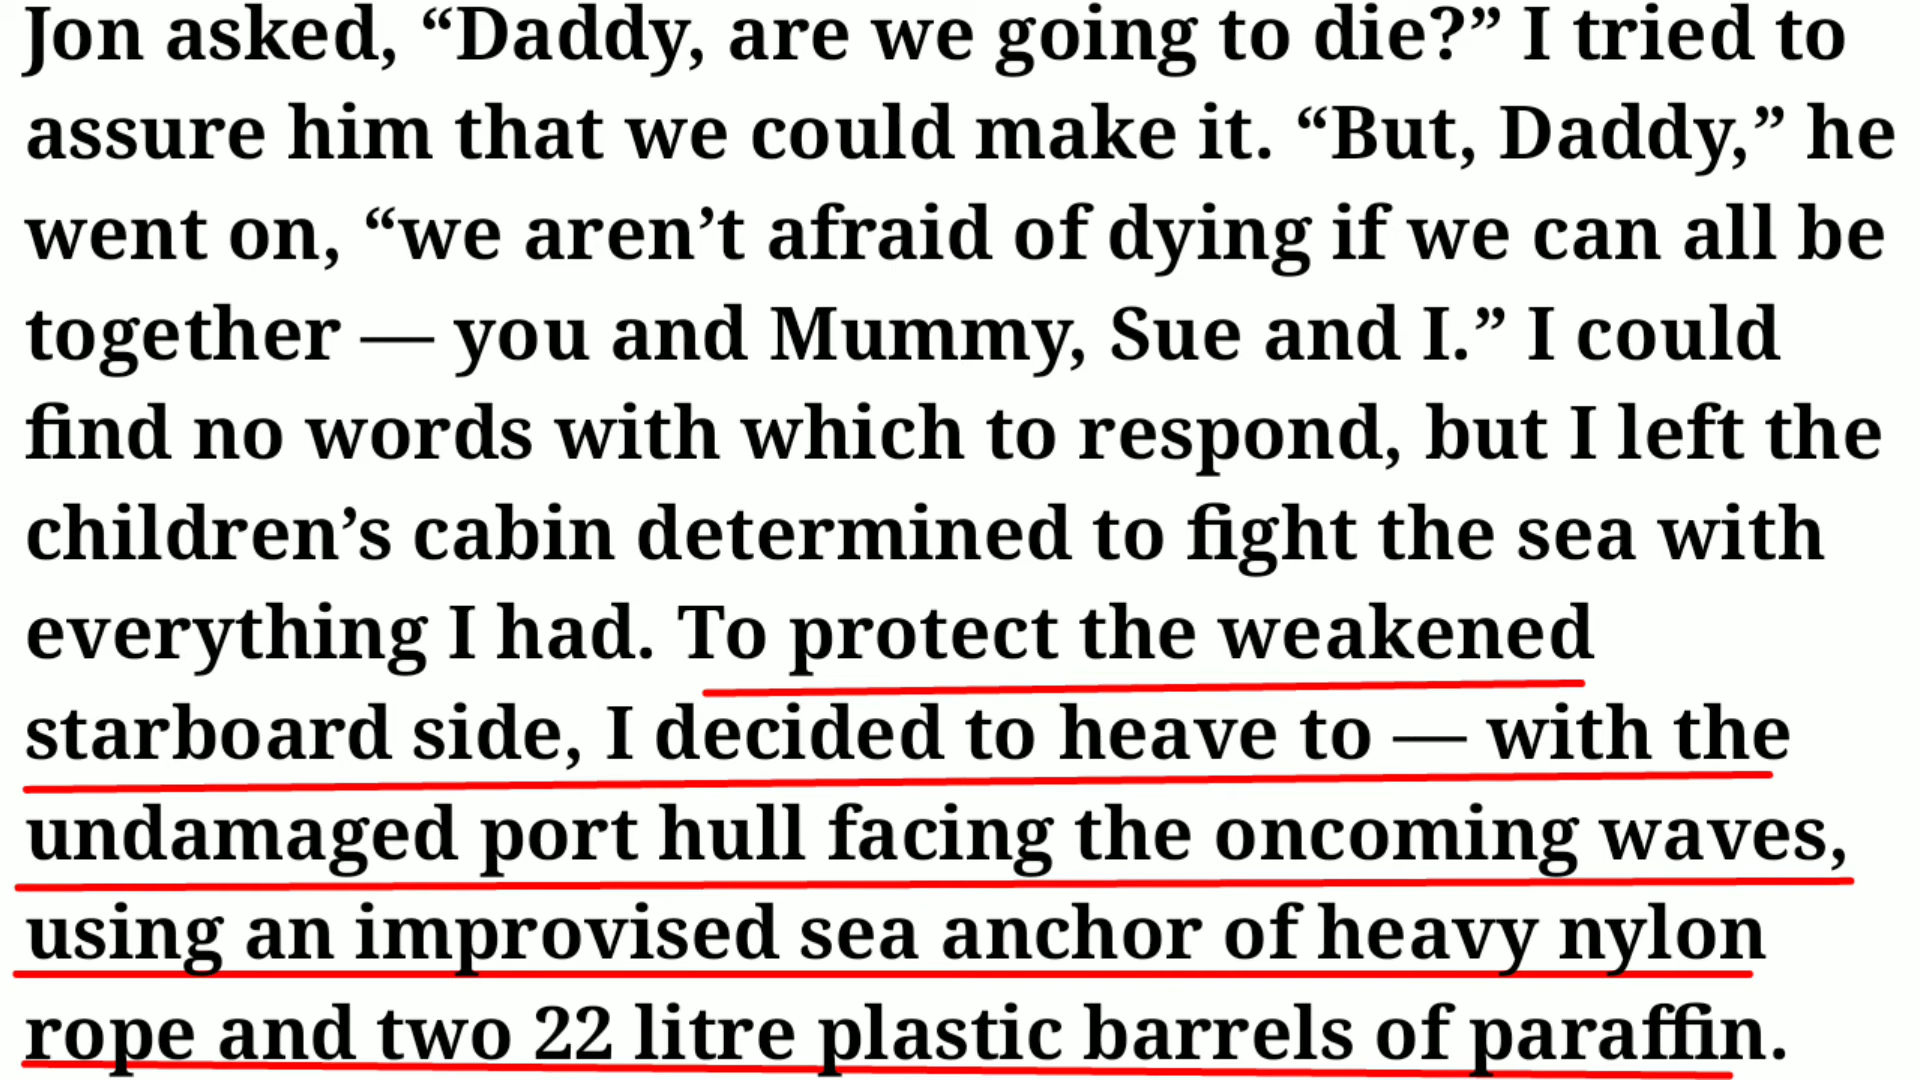 Jon asked, “Daddy, are we going to die?” I tried to
assure him that we could make it. “But, Daddy,” he
went on, “we aren’t afraid of dying if we can all be
together — you and Mummy, Sue and I.” I could
find no words with which to respond, but I left the
children’s cabin determined to fight the sea with
everything I had. To protect the weakened
starboard side, I decided to heave to — with the
undamaged port hull facing the oncoming waves,
using an improvised sea anchor of heavy nylon
rope and two 22 litre plastic barrels of paraffin.